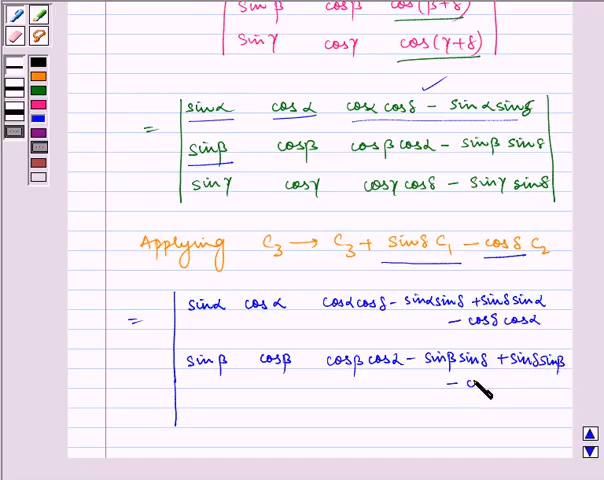 sin β cos β cos (β+δ)
sin γ cos γ cos (γ+δ)
sin α cos α cos α cos δ − sin α sin δ
= sin β cos β cos β cos α − sin β sin δ
sin γ cos γ cos γ cos δ − sin γ sin δ
Applying C₃ → C₃ + sin δ C₁ − cos δ C₂
= sin α cos α cos α cos δ − sin α sin δ + sin δ sin α
− cos δ cos α
sin β cos β cos β cos α − sin β sin δ + sin δ sin β
− c